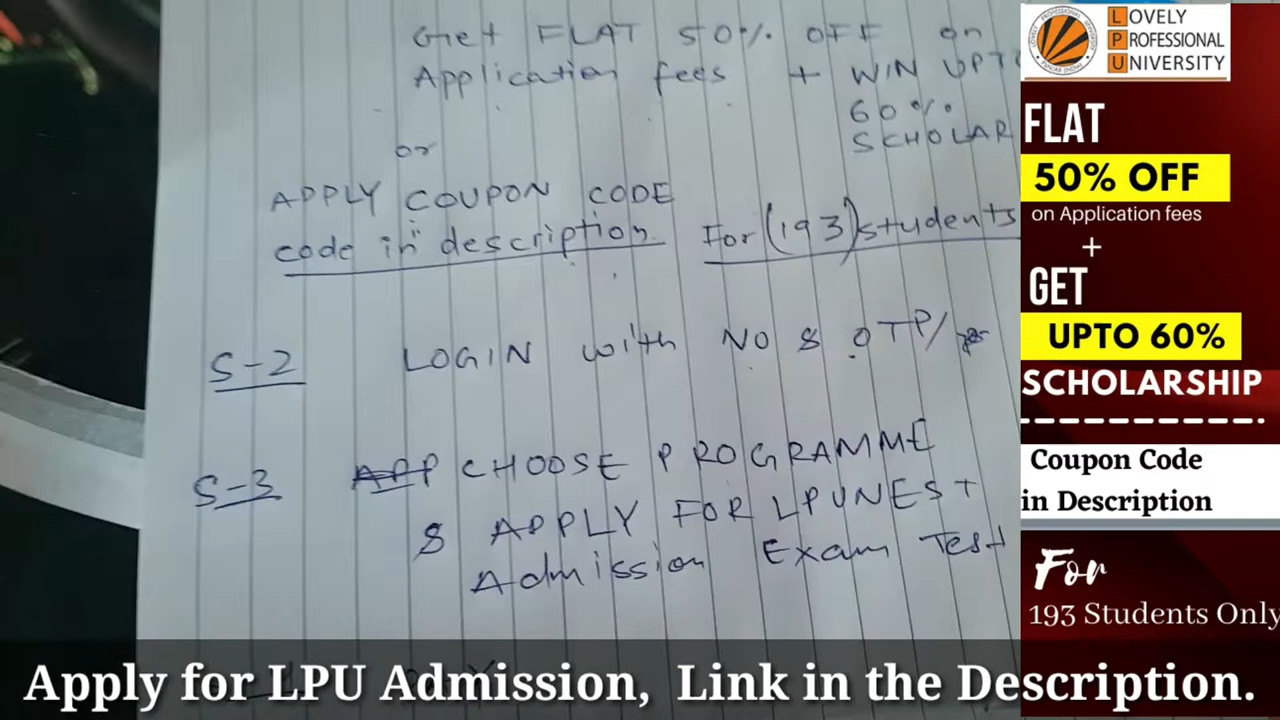 Get FLAT 50% OFF on
Application fees + WIN UPTO
60%
SCHOLAR
or
APPLY COUPON CODE
code in description. For (193) students
S-2 LOGIN with NO & OTP/
S-3 CHOOSE PROGRAMME
& APPLY FOR LPUNEST
Admission Exam Test
LOVELY
PROFESSIONAL
UNIVERSITY
FLAT
50% OFF
on Application fees
+
GET
UPTO 60%
SCHOLARSHIP
Coupon Code
in Description
For
193 Students Only
Apply for LPU Admission, Link in the Description.